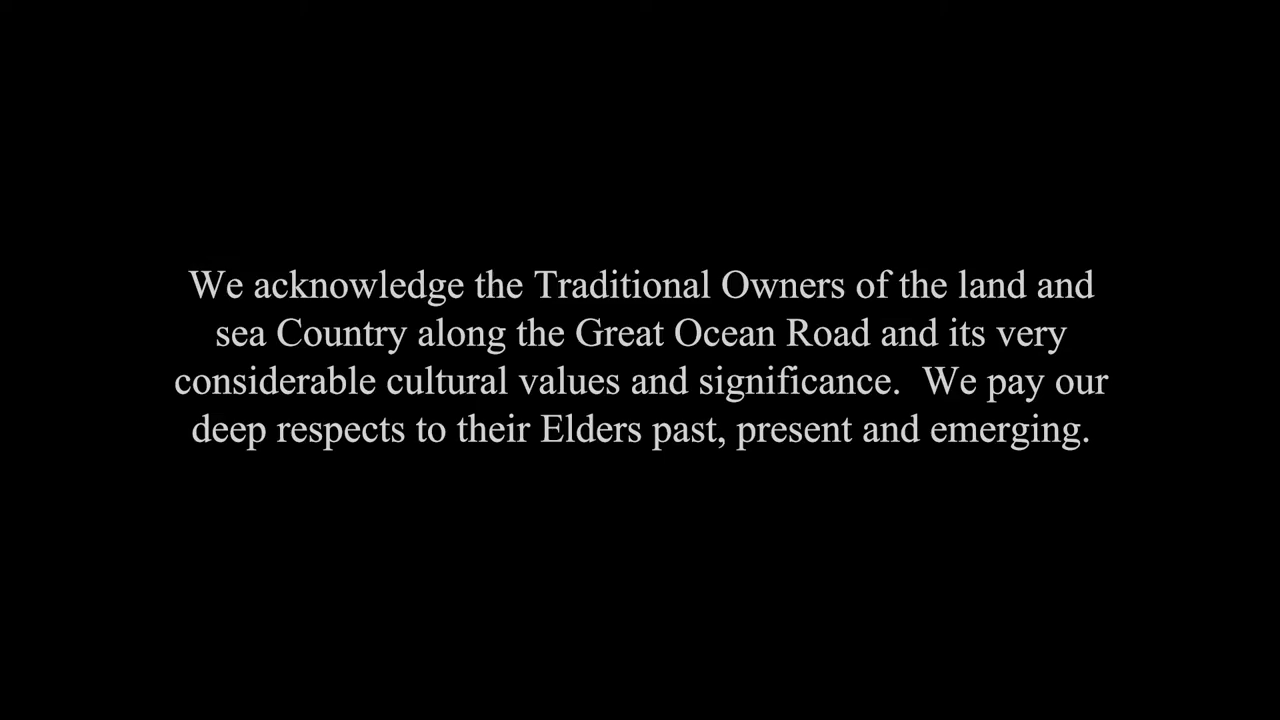 We acknowledge the Traditional Owners of the land and
sea Country along the Great Ocean Road and its very
considerable cultural values and significance.  We pay our
deep respects to their Elders past, present and emerging.